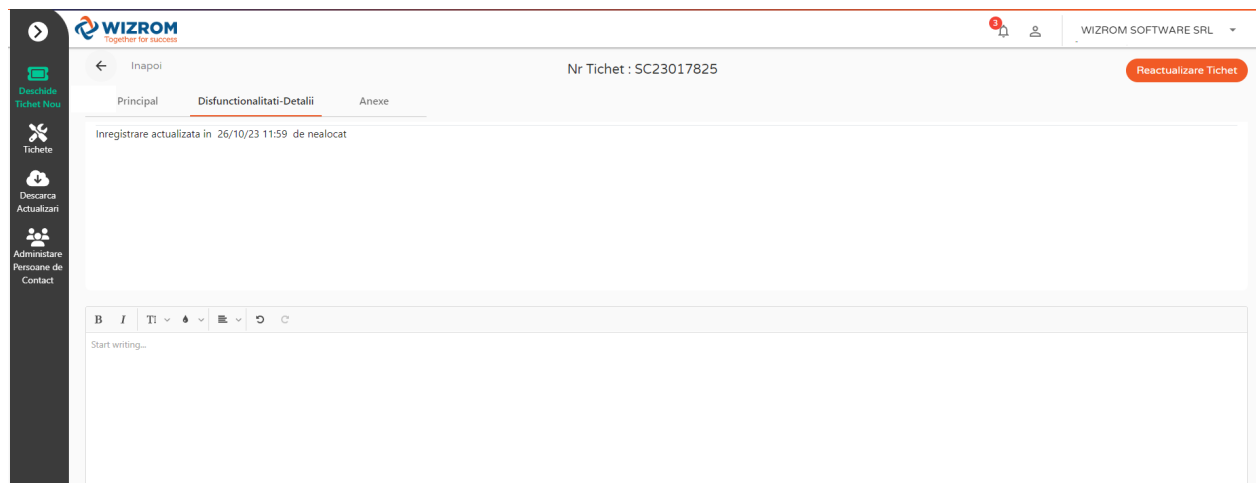 WIZROM
Together for success
3
WIZROM SOFTWARE SRL
Inapoi
Nr Tichet : SC23017825
Reactualizare Tichet
Deschide
Tichet Nou
Tichete
Descarca
Actualizari
Administare
Persoane de
Contact
Principal Disfunctionalitati-Detalii Anexe
Inregistrare actualizata in 26/10/23 11:59 de nealocat
B I TI
Start writing...